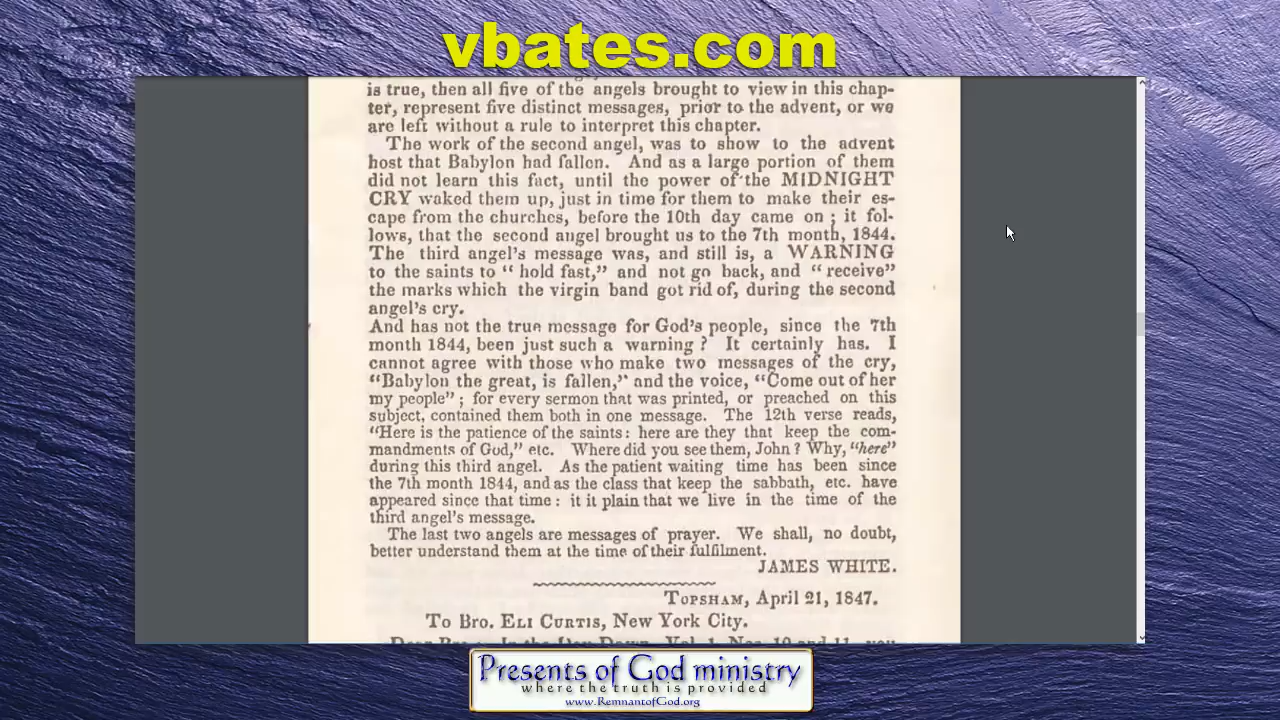 vbates.com
is true, then all five of the angels brought to view in this chap-
ter, represent five distinct messages, prior to the advent, or we
are left without a rule to interpret this chapter.
The work of the second angel, was to show to the advent
host that Babylon had fallen. And as a large portion of them
did not learn this fact, until the power of the MIDNIGHT
CRY waked them up, just in time for them to make their es-
cape from the churches, before the 10th day came on ; it fol-
lows, that the second angel brought us to the 7th month, 1844.
The third angel's message was, and still is, a WARNING
to the saints to “ hold fast,” and not go back, and “ receive”
the marks which the virgin band got rid of, during the second
angel's cry.
And has not the true message for God's people, since the 7th
month 1844, been just such a warning ? It certainly has. I
cannot agree with those who make two messages of the cry,
“Babylon the great, is fallen,” and the voice, “Come out of her
my people” ; for every sermon that was printed, or preached on this
subject, contained them both in one message. The 12th verse reads,
“Here is the patience of the saints : here are they that keep the com-
mandments of God,” etc. Where did you see them, John ? Why, “here”
during this third angel. As the patient waiting time has been since
the 7th month 1844, and as the class that keep the sabbath, etc. have
appeared since that time : it it plain that we live in the time of the
third angel's message.
The last two angels are messages of prayer. We shall, no doubt,
better understand them at the time of their fulfilment.
JAMES WHITE.
TOPSHAM, April 21, 1847.
To Bro. ELI CURTIS, New York City.
Presents of God ministry
where the truth is provided
www.RemnantofGod.org